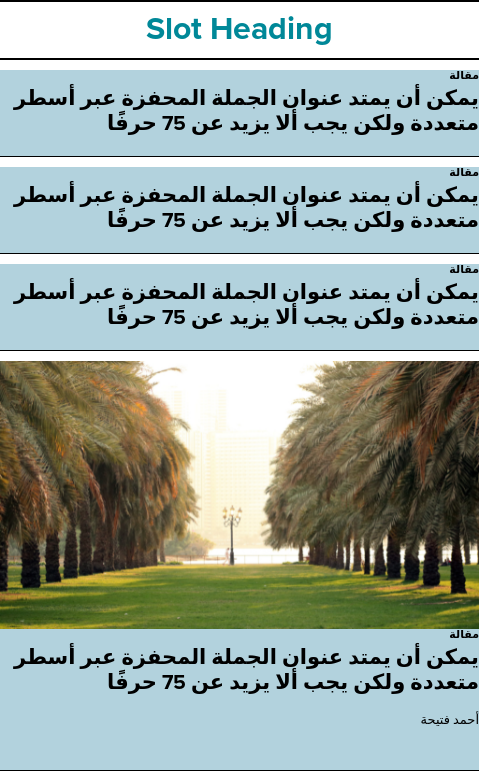 Slot Heading
مقالة
يمكن أن يمتد عنوان الجملة المحفزة عبر أسطر
متعددة ولكن يجب ألا يزيد عن 75 حرفًا
مقالة
يمكن أن يمتد عنوان الجملة المحفزة عبر أسطر
متعددة ولكن يجب ألا يزيد عن 75 حرفًا
مقالة
يمكن أن يمتد عنوان الجملة المحفزة عبر أسطر
متعددة ولكن يجب ألا يزيد عن 75 حرفًا
مقالة
يمكن أن يمتد عنوان الجملة المحفزة عبر أسطر
متعددة ولكن يجب ألا يزيد عن 75 حرفًا
أحمد فتيحة